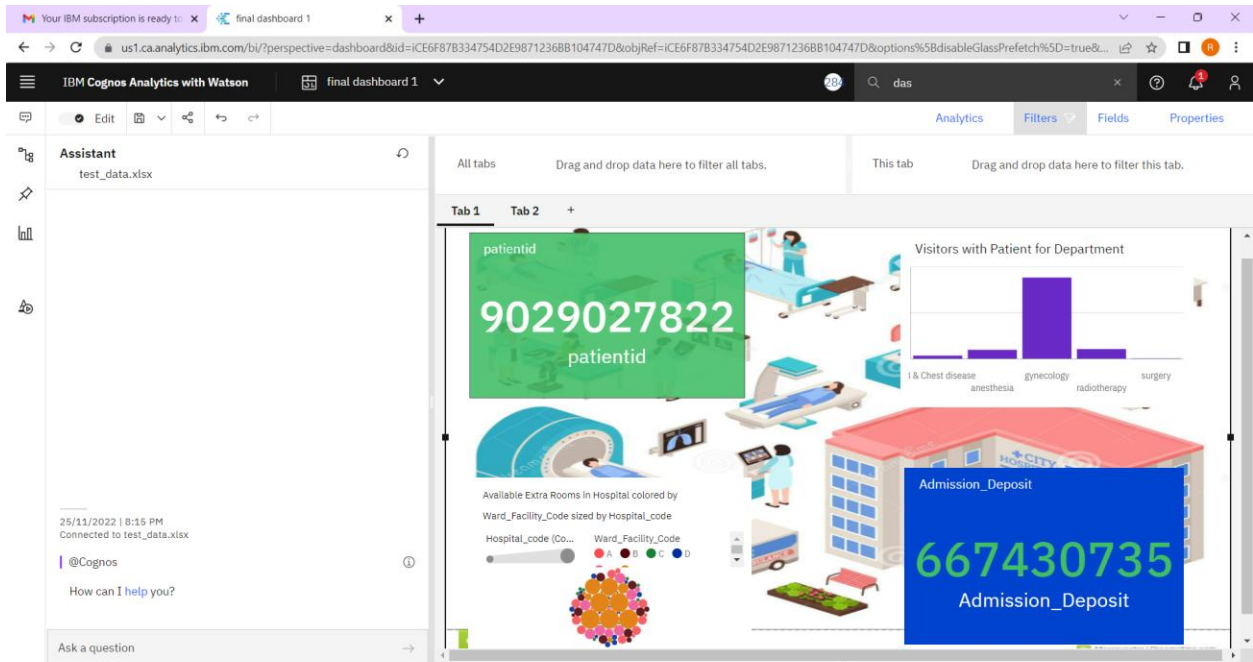 Your IBM subscription is ready to
final dashboard 1
us1.ca.analytics.ibm.com/bi/?perspective=dashboard&id=iCE6F87B334754D2E9871236BB104747D&objRef=iCE6F87B334754D2E9871236BB104747D&options%5BdisableGlassPrefetch%5D=true&...
R
IBM Cognos Analytics with Watson
final dashboard 1
das
1
Edit
Analytics
Filters
Fields
Properties
Assistant
test_data.xlsx
All tabs
Drag and drop data here to filter all tabs.
This tab
Drag and drop data here to filter this tab.
Tab 1
Tab 2
+
patientid
9029027822
patientid
Visitors with Patient for Department
l & Chest disease
anesthesia
gynecology
radiotherapy
surgery
CITY
Available Extra Rooms in Hospital colored by
Ward_Facility_Code sized by Hospital_code
Hospital_code (Co...
Ward_Facility_Code
A B C D
Admission_Deposit
667430735
Admission_Deposit
25/11/2022 | 8:15 PM
Connected to test_data.xlsx
@Cognos
How can I help you?
Ask a question